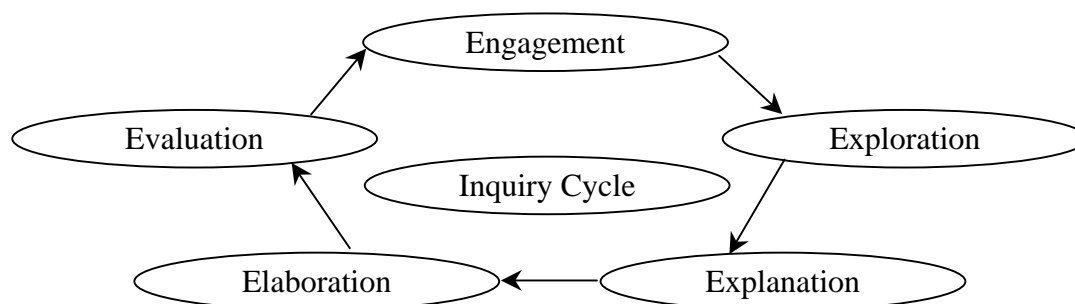 Engagement
Evaluation
Exploration
Inquiry Cycle
Elaboration
Explanation